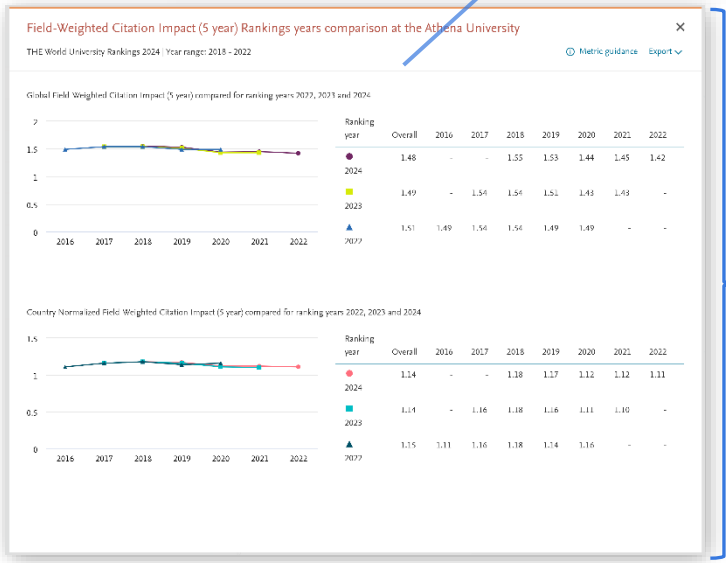 Field-Weighted Citation Impact (5 year) Rankings years comparison at the Athena University
THE World University Rankings 2024 | Year range: 2018 - 2022
Metric guidance Export
Global Field Weighted Citation Impact (5 year) compared for ranking years 2022, 2023 and 2024
2
1.5
1
0.5
0
2016 2017 2018 2019 2020 2021 2022
Ranking
year Overall 2016 2017 2018 2019 2020 2021 2022
1.48 - - 1.55 1.53 1.44 1.45 1.42
2024
1.49 - 1.54 1.54 1.51 1.43 1.43 -
2023
1.51 1.49 1.54 1.54 1.49 1.49 - -
2022
Country Normalized Field Weighted Citation Impact (5 year) compared for ranking years 2022, 2023 and 2024
1.5
1
0.5
0
2016 2017 2018 2019 2020 2021 2022
Ranking
year Overall 2016 2017 2018 2019 2020 2021 2022
1.14 - - 1.18 1.17 1.12 1.12 1.11
2024
1.14 - 1.16 1.18 1.16 1.11 1.10 -
2023
1.15 1.11 1.16 1.18 1.14 1.16 - -
2022